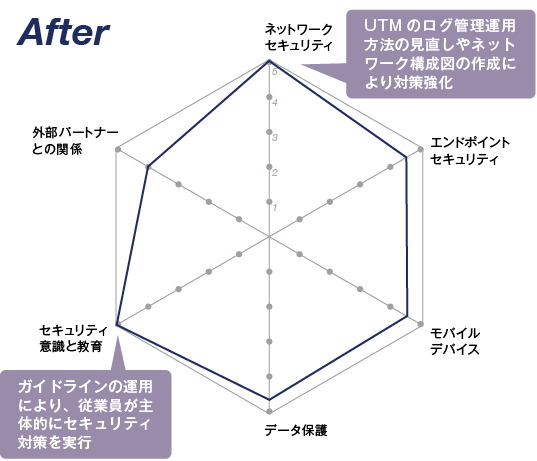 After
ネットワーク
セキュリティ
UTMのログ管理運用
方法の見直しやネット
ワーク構成図の作成に
より対策強化
5
4
3
2
1
外部パートナー
との関係
エンドポイント
セキュリティ
セキュリティ
意識と教育
モバイル
デバイス
ガイドラインの運用
により、従業員が主
体的にセキュリティ
対策を実行
データ保護